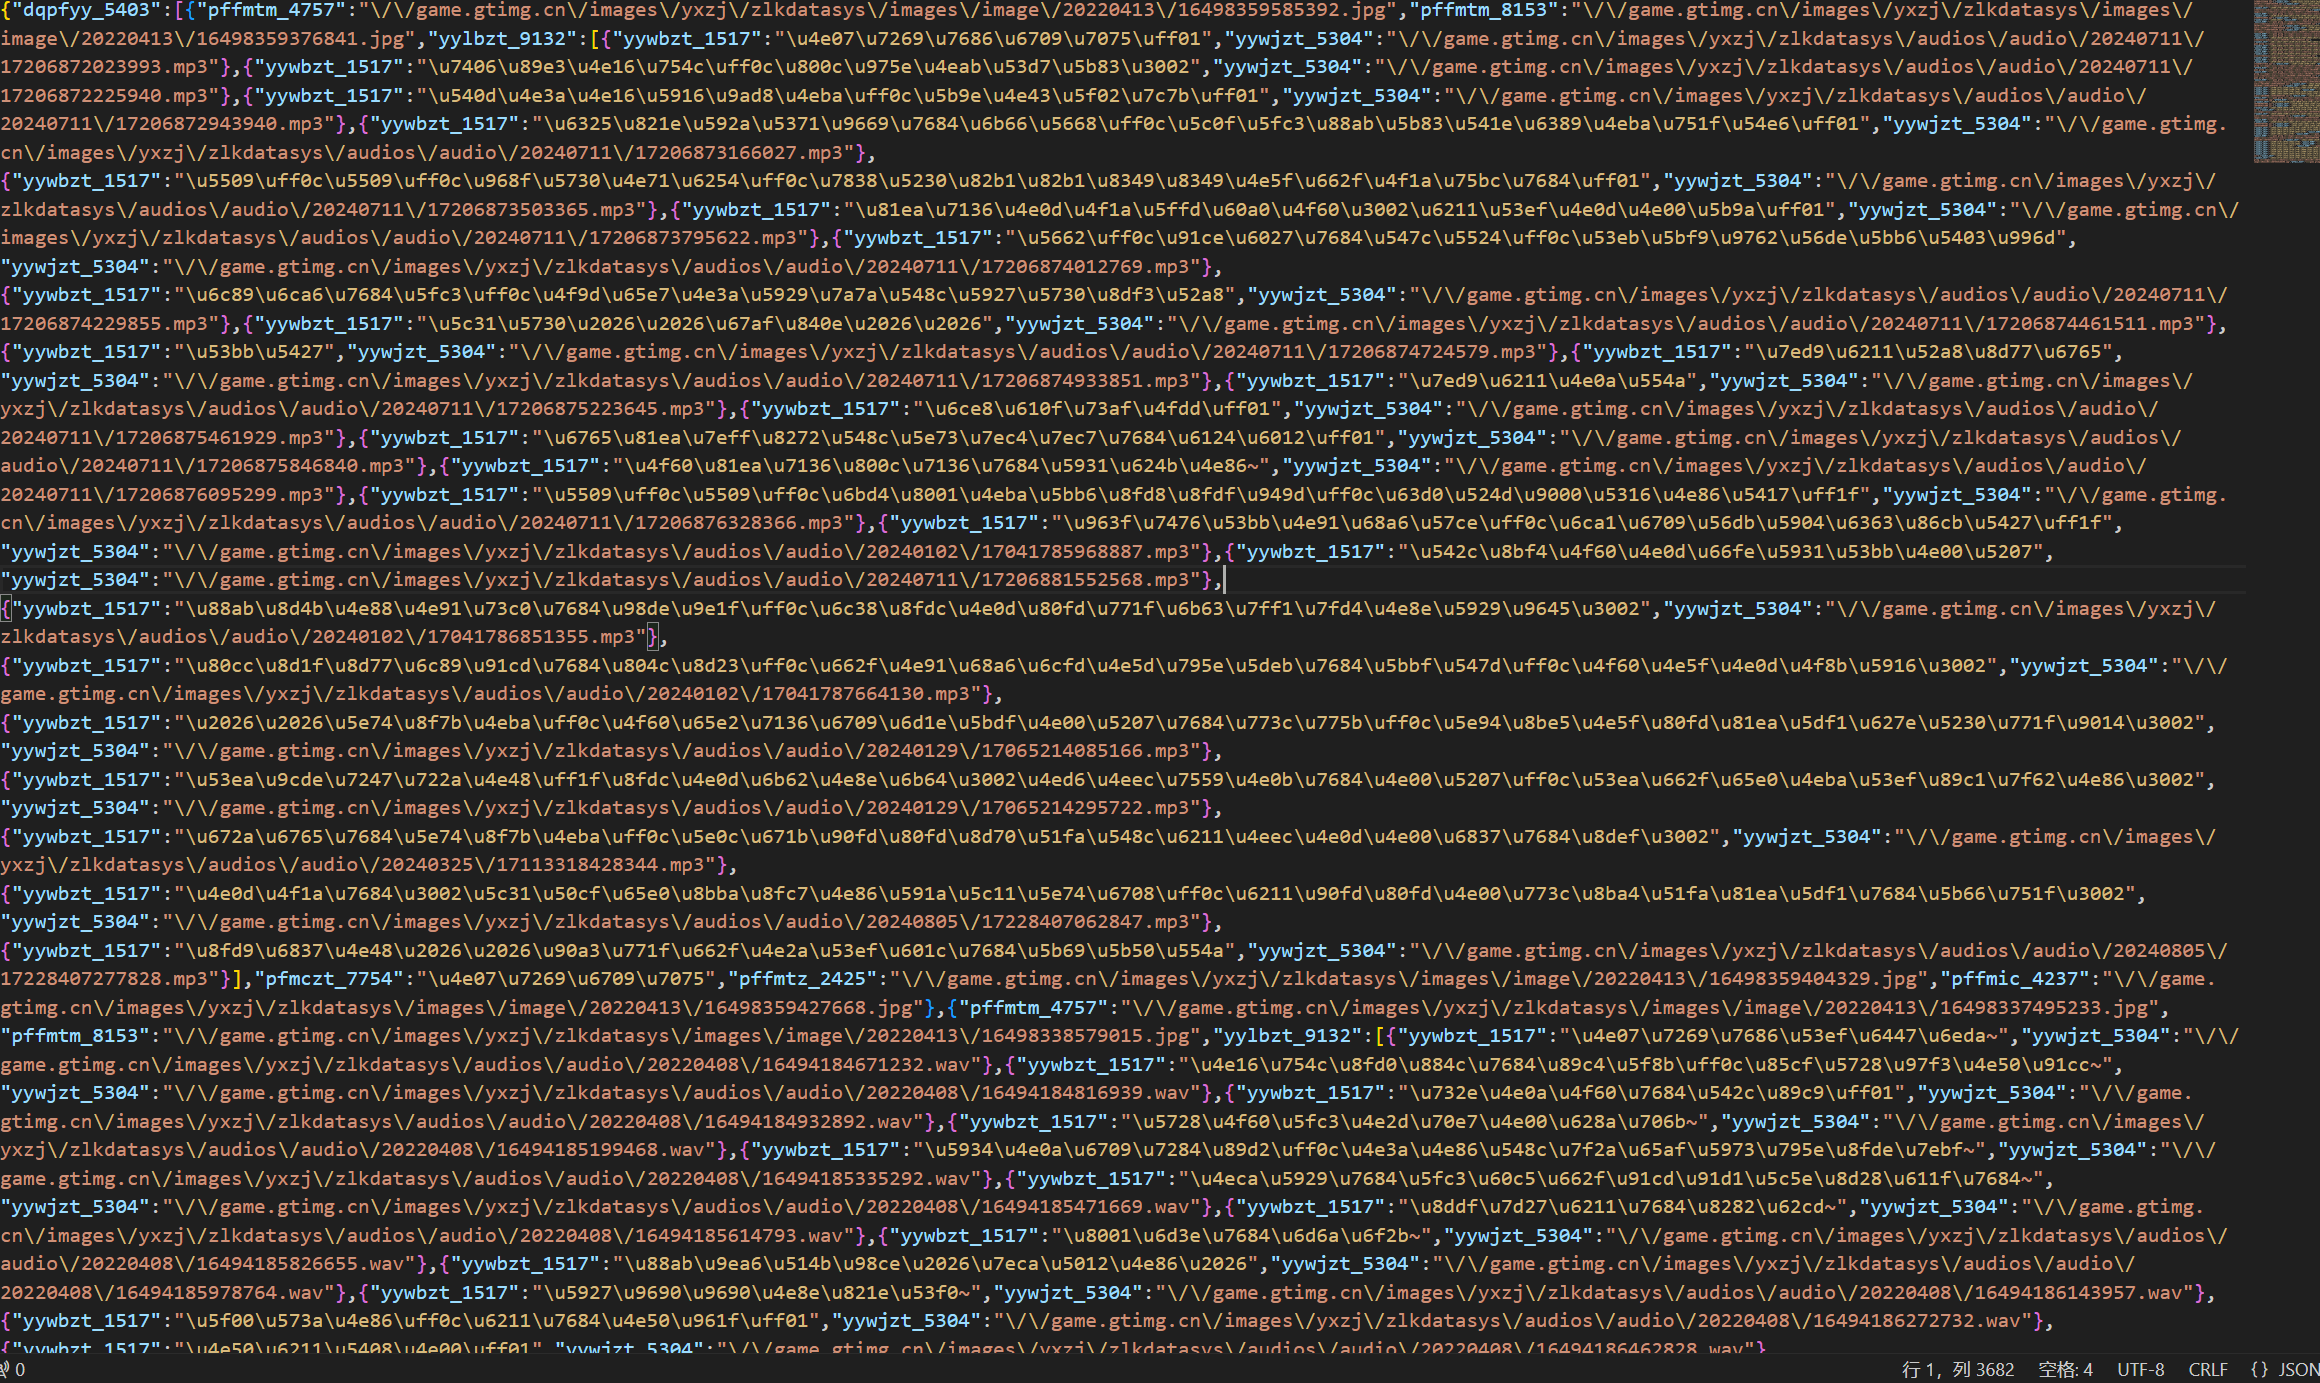 {"dqpfyy_5403":[{"pffmtm_4757":"\/\/game.gtimg.cn\/images\/yxzj\/zlkdatasys\/images\/image\/20220413\/16498359585392.jpg","pffmtm_8153":"\/\/game.gtimg.cn\/images\/yxzj\/zlkdatasys\/images\/
image\/20220413\/16498359376841.jpg","yylbzt_9132":[{"yywbzt_1517":"\u4e07\u7269\u7686\u6709\u7075\uff01","yywjzt_5304":"\/\/game.gtimg.cn\/images\/yxzj\/zlkdatasys\/audios\/audio\/20240711\/
17206872023993.mp3"},{"yywbzt_1517":"\u7406\u89e3\u4e16\u754c\uff0c\u800c\u975e\u4eab\u53d7\u5b83\u3002","yywjzt_5304":"\/\/game.gtimg.cn\/images\/yxzj\/zlkdatasys\/audios\/audio\/20240711\/
17206872225940.mp3"},{"yywbzt_1517":"\u540d\u4e3a\u4e16\u5916\u9ad8\u4eba\uff0c\u5b9e\u4e43\u5f02\u7c7b\uff01","yywjzt_5304":"\/\/game.gtimg.cn\/images\/yxzj\/zlkdatasys\/audios\/audio\/
20240711\/17206872943940.mp3"},{"yywbzt_1517":"\u6325\u821e\u592a\u5371\u9669\u7684\u6b66\u5668\uff0c\u5c0f\u5fc3\u88ab\u5b83\u541e\u6389\u4eba\u751f\u54e6\uff01","yywjzt_5304":"\/\/game.gtimg.
cn\/images\/yxzj\/zlkdatasys\/audios\/audio\/20240711\/17206873166027.mp3"},
{"yywbzt_1517":"\u5509\uff0c\u5509\uff0c\u968f\u5730\u4e71\u6254\uff0c\u7838\u5230\u82b1\u82b1\u8349\u8349\u4e5f\u662f\u4f1a\u75bc\u7684\uff01","yywjzt_5304":"\/\/game.gtimg.cn\/images\/yxzj\/
zlkdatasys\/audios\/audio\/20240711\/17206873503365.mp3"},{"yywbzt_1517":"\u81ea\u7136\u4e0d\u4f1a\u5ffd\u60a0\u4f60\u3002\u6211\u53ef\u4e0d\u4e00\u5b9a\uff01","yywjzt_5304":"\/\/game.gtimg.cn\/
images\/yxzj\/zlkdatasys\/audios\/audio\/20240711\/17206873795622.mp3"},{"yywbzt_1517":"\u5662\uff0c\u91ce\u6027\u7684\u547c\u5524\uff0c\u53eb\u5bf9\u9762\u56de\u5bb6\u5403\u996d",
"yywjzt_5304":"\/\/game.gtimg.cn\/images\/yxzj\/zlkdatasys\/audios\/audio\/20240711\/17206874012769.mp3"},
{"yywbzt_1517":"\u6c89\u6ca6\u7684\u5fc3\uff0c\u4f9d\u65e7\u4e3a\u5929\u7a7a\u548c\u5927\u5730\u8df3\u52a8","yywjzt_5304":"\/\/game.gtimg.cn\/images\/yxzj\/zlkdatasys\/audios\/audio\/20240711\/
17206874229855.mp3"},{"yywbzt_1517":"\u5c31\u5730\u2026\u2026\u67af\u840e\u2026\u2026","yywjzt_5304":"\/\/game.gtimg.cn\/images\/yxzj\/zlkdatasys\/audios\/audio\/20240711\/17206874461511.mp3"},
{"yywbzt_1517":"\u53bb\u5427","yywjzt_5304":"\/\/game.gtimg.cn\/images\/yxzj\/zlkdatasys\/audios\/audio\/20240711\/17206874724579.mp3"},{"yywbzt_1517":"\u7ed9\u6211\u52a8\u8d77\u6765",
"yywjzt_5304":"\/\/game.gtimg.cn\/images\/yxzj\/zlkdatasys\/audios\/audio\/20240711\/17206874933851.mp3"},{"yywbzt_1517":"\u7ed9\u6211\u4e0a\u554a","yywjzt_5304":"\/\/game.gtimg.cn\/images\/
yxzj\/zlkdatasys\/audios\/audio\/20240711\/17206875223645.mp3"},{"yywbzt_1517":"\u6ce8\u610f\u73af\u4fdd\uff01","yywjzt_5304":"\/\/game.gtimg.cn\/images\/yxzj\/zlkdatasys\/audios\/audio\/
20240711\/17206875461929.mp3"},{"yywbzt_1517":"\u6765\u81ea\u7eff\u8272\u548c\u5e73\u7ec4\u7ec7\u7684\u6124\u6012\uff01","yywjzt_5304":"\/\/game.gtimg.cn\/images\/yxzj\/zlkdatasys\/audios\/
audio\/20240711\/17206875846840.mp3"},{"yywbzt_1517":"\u4f60\u81ea\u7136\u800c\u7136\u7684\u5931\u624b\u4e86~","yywjzt_5304":"\/\/game.gtimg.cn\/images\/yxzj\/zlkdatasys\/audios\/audio\/
20240711\/17206876095299.mp3"},{"yywbzt_1517":"\u5509\uff0c\u5509\uff0c\u6bd4\u8001\u4eba\u5bb6\u8fd8\u8fdf\u949d\uff0c\u63d0\u524d\u9000\u5316\u4e86\u5417\uff1f","yywjzt_5304":"\/\/game.gtimg.
cn\/images\/yxzj\/zlkdatasys\/audios\/audio\/20240711\/17206876328366.mp3"},{"yywbzt_1517":"\u963f\u7476\u53bb\u4e91\u68a6\u57ce\uff0c\u6ca1\u6709\u56db\u5904\u6363\u86cb\u5427\uff1f",
"yywjzt_5304":"\/\/game.gtimg.cn\/images\/yxzj\/zlkdatasys\/audios\/audio\/20240102\/17041785968887.mp3"},{"yywbzt_1517":"\u542c\u8bf4\u4f60\u4e0d\u66fe\u5931\u53bb\u4e00\u5207",
"yywjzt_5304":"\/\/game.gtimg.cn\/images\/yxzj\/zlkdatasys\/audios\/audio\/20240711\/17206881552568.mp3"},
{"yywbzt_1517":"\u88ab\u8d4b\u4e88\u4e91\u73c0\u7684\u98de\u9e1f\uff0c\u6c38\u8fdc\u4e0d\u80fd\u771f\u6b63\u7ff1\u7fd4\u4e8e\u5929\u9645\u3002","yywjzt_5304":"\/\/game.gtimg.cn\/images\/yxzj\/
zlkdatasys\/audios\/audio\/20240102\/17041786851355.mp3"},
{"yywbzt_1517":"\u80cc\u8d1f\u8d77\u6c89\u91cd\u7684\u804c\u8d23\uff0c\u662f\u4e91\u68a6\u6cfd\u4e5d\u795e\u5deb\u7684\u5bbf\u547d\uff0c\u4f60\u4e5f\u4e0d\u4f8b\u5916\u3002","yywjzt_5304":"\/\/
game.gtimg.cn\/images\/yxzj\/zlkdatasys\/audios\/audio\/20240102\/17041787664130.mp3"},
{"yywbzt_1517":"\u2026\u2026\u5e74\u8f7b\u4eba\uff0c\u4f60\u65e2\u7136\u6709\u6d1e\u5bdf\u4e00\u5207\u7684\u773c\u775b\uff0c\u5e94\u8be5\u4e5f\u80fd\u81ea\u5df1\u627e\u5230\u771f\u9014\u3002",
"yywjzt_5304":"\/\/game.gtimg.cn\/images\/yxzj\/zlkdatasys\/audios\/audio\/20240129\/17065214085166.mp3"},
{"yywbzt_1517":"\u53ea\u9cde\u7247\u722a\u4e48\uff1f\u8fdc\u4e0d\u6b62\u4e8e\u6b64\u3002\u4ed6\u4eec\u7559\u4e0b\u7684\u4e00\u5207\uff0c\u53ea\u662f\u65e0\u4eba\u53ef\u89c1\u7f62\u4e86\u3002",
"yywjzt_5304":"\/\/game.gtimg.cn\/images\/yxzj\/zlkdatasys\/audios\/audio\/20240129\/17065214295722.mp3"},
{"yywbzt_1517":"\u672a\u6765\u7684\u5e74\u8f7b\u4eba\uff0c\u5e0c\u671b\u90fd\u80fd\u8d70\u51fa\u548c\u6211\u4eec\u4e0d\u4e00\u6837\u7684\u8def\u3002","yywjzt_5304":"\/\/game.gtimg.cn\/images\/
yxzj\/zlkdatasys\/audios\/audio\/20240325\/17113318428344.mp3"},
{"yywbzt_1517":"\u4e0d\u4f1a\u7684\u3002\u5c31\u50cf\u65e0\u8bba\u8fc7\u4e86\u591a\u5c11\u5e74\u6708\uff0c\u6211\u90fd\u80fd\u4e00\u773c\u8ba4\u51fa\u81ea\u5df1\u7684\u5b66\u751f\u3002",
"yywjzt_5304":"\/\/game.gtimg.cn\/images\/yxzj\/zlkdatasys\/audios\/audio\/20240805\/17228407062847.mp3"},
{"yywbzt_1517":"\u8fd9\u6837\u4e48\u2026\u2026\u90a3\u771f\u662f\u4e2a\u53ef\u601c\u7684\u5b69\u5b50\u554a","yywjzt_5304":"\/\/game.gtimg.cn\/images\/yxzj\/zlkdatasys\/audios\/audio\/20240805\/
17228407277828.mp3"}],"pfmczt_7754":"\u4e07\u7269\u6709\u7075","pffmtz_2425":"\/\/game.gtimg.cn\/images\/yxzj\/zlkdatasys\/images\/image\/20220413\/16498359404329.jpg","pffmic_4237":"\/\/game.
gtimg.cn\/images\/yxzj\/zlkdatasys\/images\/image\/20220413\/16498359427668.jpg"},{"pffmtm_4757":"\/\/game.gtimg.cn\/images\/yxzj\/zlkdatasys\/images\/image\/20220413\/16498337495233.jpg",
"pffmtm_8153":"\/\/game.gtimg.cn\/images\/yxzj\/zlkdatasys\/images\/image\/20220413\/16498338579015.jpg","yylbzt_9132":[{"yywbzt_1517":"\u4e07\u7269\u7686\u53ef\u6447\u6eda~","yywjzt_5304":"\/\/
game.gtimg.cn\/images\/yxzj\/zlkdatasys\/audios\/audio\/20220408\/16494184671232.wav"},{"yywbzt_1517":"\u4e16\u754c\u8fd0\u884c\u7684\u89c4\u5f8b\uff0c\u85cf\u5728\u97f3\u4e50\u91cc~",
"yywjzt_5304":"\/\/game.gtimg.cn\/images\/yxzj\/zlkdatasys\/audios\/audio\/20220408\/16494184816939.wav"},{"yywbzt_1517":"\u732e\u4e0a\u4f60\u7684\u542c\u89c9\uff01","yywjzt_5304":"\/\/game.
gtimg.cn\/images\/yxzj\/zlkdatasys\/audios\/audio\/20220408\/16494184932892.wav"},{"yywbzt_1517":"\u5728\u4f60\u5fc3\u4e2d\u70e7\u4e00\u628a\u706b~","yywjzt_5304":"\/\/game.gtimg.cn\/images\/
yxzj\/zlkdatasys\/audios\/audio\/20220408\/16494185199468.wav"},{"yywbzt_1517":"\u5934\u4e0a\u6709\u7284\u89d2\uff0c\u4e3a\u4e86\u548c\u7f2a\u65af\u5973\u795e\u8fde\u7ebf~","yywjzt_5304":"\/\/
game.gtimg.cn\/images\/yxzj\/zlkdatasys\/audios\/audio\/20220408\/16494185335292.wav"},{"yywbzt_1517":"\u4eca\u5929\u7684\u5fc3\u60c5\u662f\u91cd\u91d1\u5c5e\u8d28\u611f\u7684~",
"yywjzt_5304":"\/\/game.gtimg.cn\/images\/yxzj\/zlkdatasys\/audios\/audio\/20220408\/16494185471669.wav"},{"yywbzt_1517":"\u8ddf\u7d27\u6211\u7684\u8282\u62cd~","yywjzt_5304":"\/\/game.gtimg.
cn\/images\/yxzj\/zlkdatasys\/audios\/audio\/20220408\/16494185614793.wav"},{"yywbzt_1517":"\u8001\u6d3e\u7684\u6d6a\u6f2b~","yywjzt_5304":"\/\/game.gtimg.cn\/images\/yxzj\/zlkdatasys\/audios\/
audio\/20220408\/16494185826655.wav"},{"yywbzt_1517":"\u88ab\u9ea6\u514b\u98ce\u2026\u7eca\u5012\u4e86\u2026","yywjzt_5304":"\/\/game.gtimg.cn\/images\/yxzj\/zlkdatasys\/audios\/audio\/
20220408\/16494185978764.wav"},{"yywbzt_1517":"\u5927\u9690\u9690\u4e8e\u821e\u53f0~","yywjzt_5304":"\/\/game.gtimg.cn\/images\/yxzj\/zlkdatasys\/audios\/audio\/20220408\/16494186143957.wav"},
{"yywbzt_1517":"\u5f00\u573a\u4e86\uff0c\u6211\u7684\u4e50\u961f\uff01","yywjzt_5304":"\/\/game.gtimg.cn\/images\/yxzj\/zlkdatasys\/audios\/audio\/20220408\/16494186272732.wav"},
{"yywbzt_1517":"\u4e50\u6211\u5408\u4e00\uff01","yywjzt_5304":"\/\/game.gtimg.cn\/images\/yxzj\/zlkdatasys\/audios\/audio\/20220408\/16494186462828.wav"}
0 行 1，列 3682 空格: 4 UTF-8 CRLF {} JSON